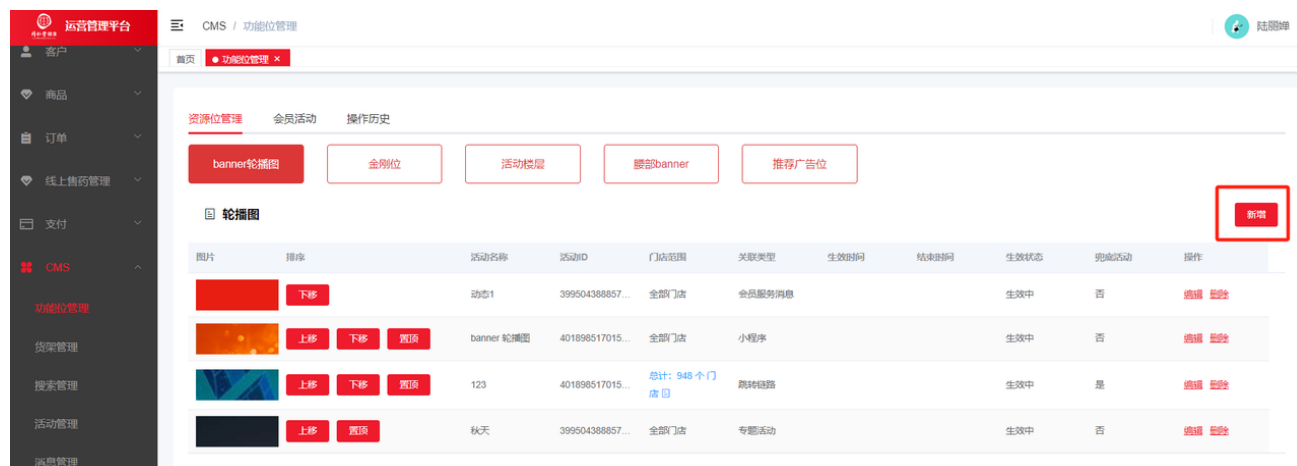 运营管理平台
CMS / 功能位管理
陆丽婵
首页
功能位管理 ×
客户
商品
订单
线上售药管理
支付
CMS
功能位管理
货架管理
搜索管理
活动管理
消息管理
资源位管理 会员活动 操作历史
banner轮播图 金刚位 活动楼层 腰部banner 推荐广告位
轮播图
新增
图片 排序 活动名称 活动ID 门店范围 关联类型 生效时间 结束时间 生效状态 兜底活动 操作
下移 动态1 399504388857... 全部门店 会员服务消息 生效中 否 编辑 删除
上移 下移 置顶 banner 轮播图 401898517015... 全部门店 小程序 生效中 否 编辑 删除
上移 下移 置顶 123 401898517015... 总计：948 个门店 跳转链路 生效中 是 编辑 删除
上移 置顶 秋天 399504388857... 全部门店 专题活动 生效中 否 编辑 删除